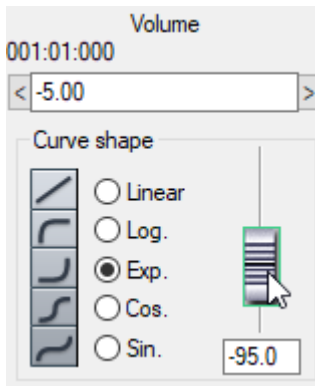 Volume
001:01:000
< -5.00 >
Curve shape
Linear
Log.
Exp.
Cos.
Sin.
-95.0